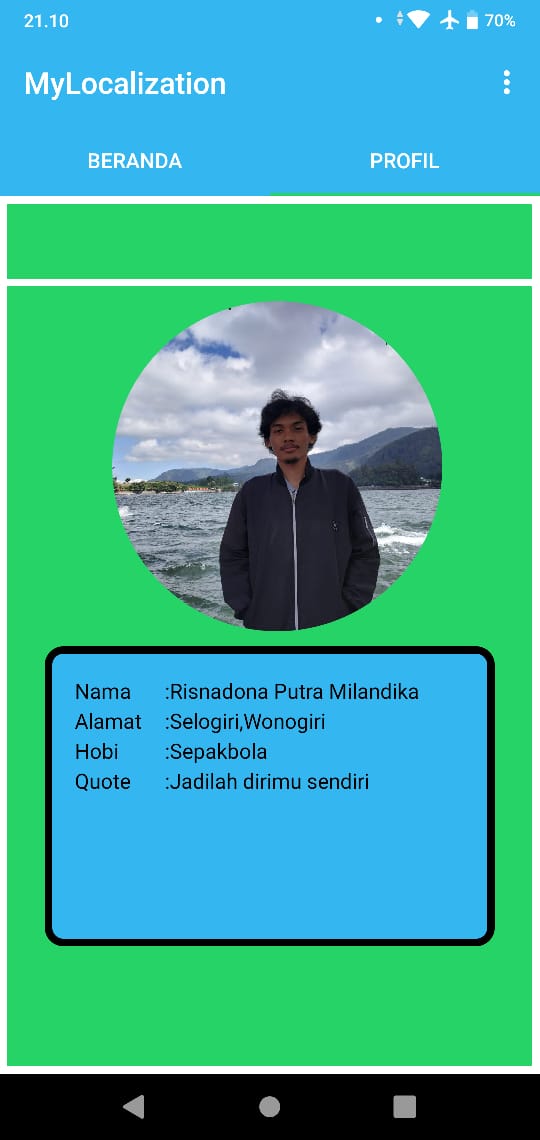 21.10
70%
MyLocalization
BERANDA
PROFIL
Nama :Risnadona Putra Milandika
Alamat :Selogiri,Wonogiri
Hobi :Sepakbola
Quote :Jadilah dirimu sendiri